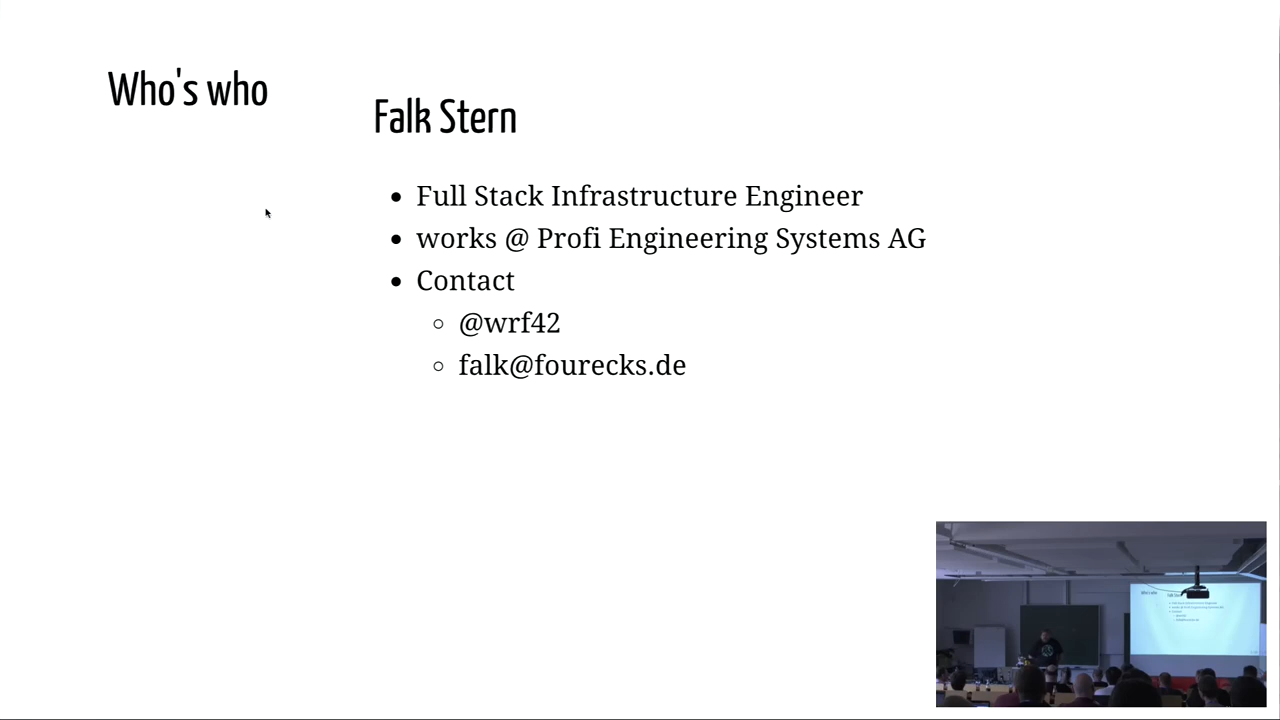 Who's who
Falk Stern
Full Stack Infrastructure Engineer
works @ Profi Engineering Systems AG
Contact
@wrf42
falk@fourecks.de